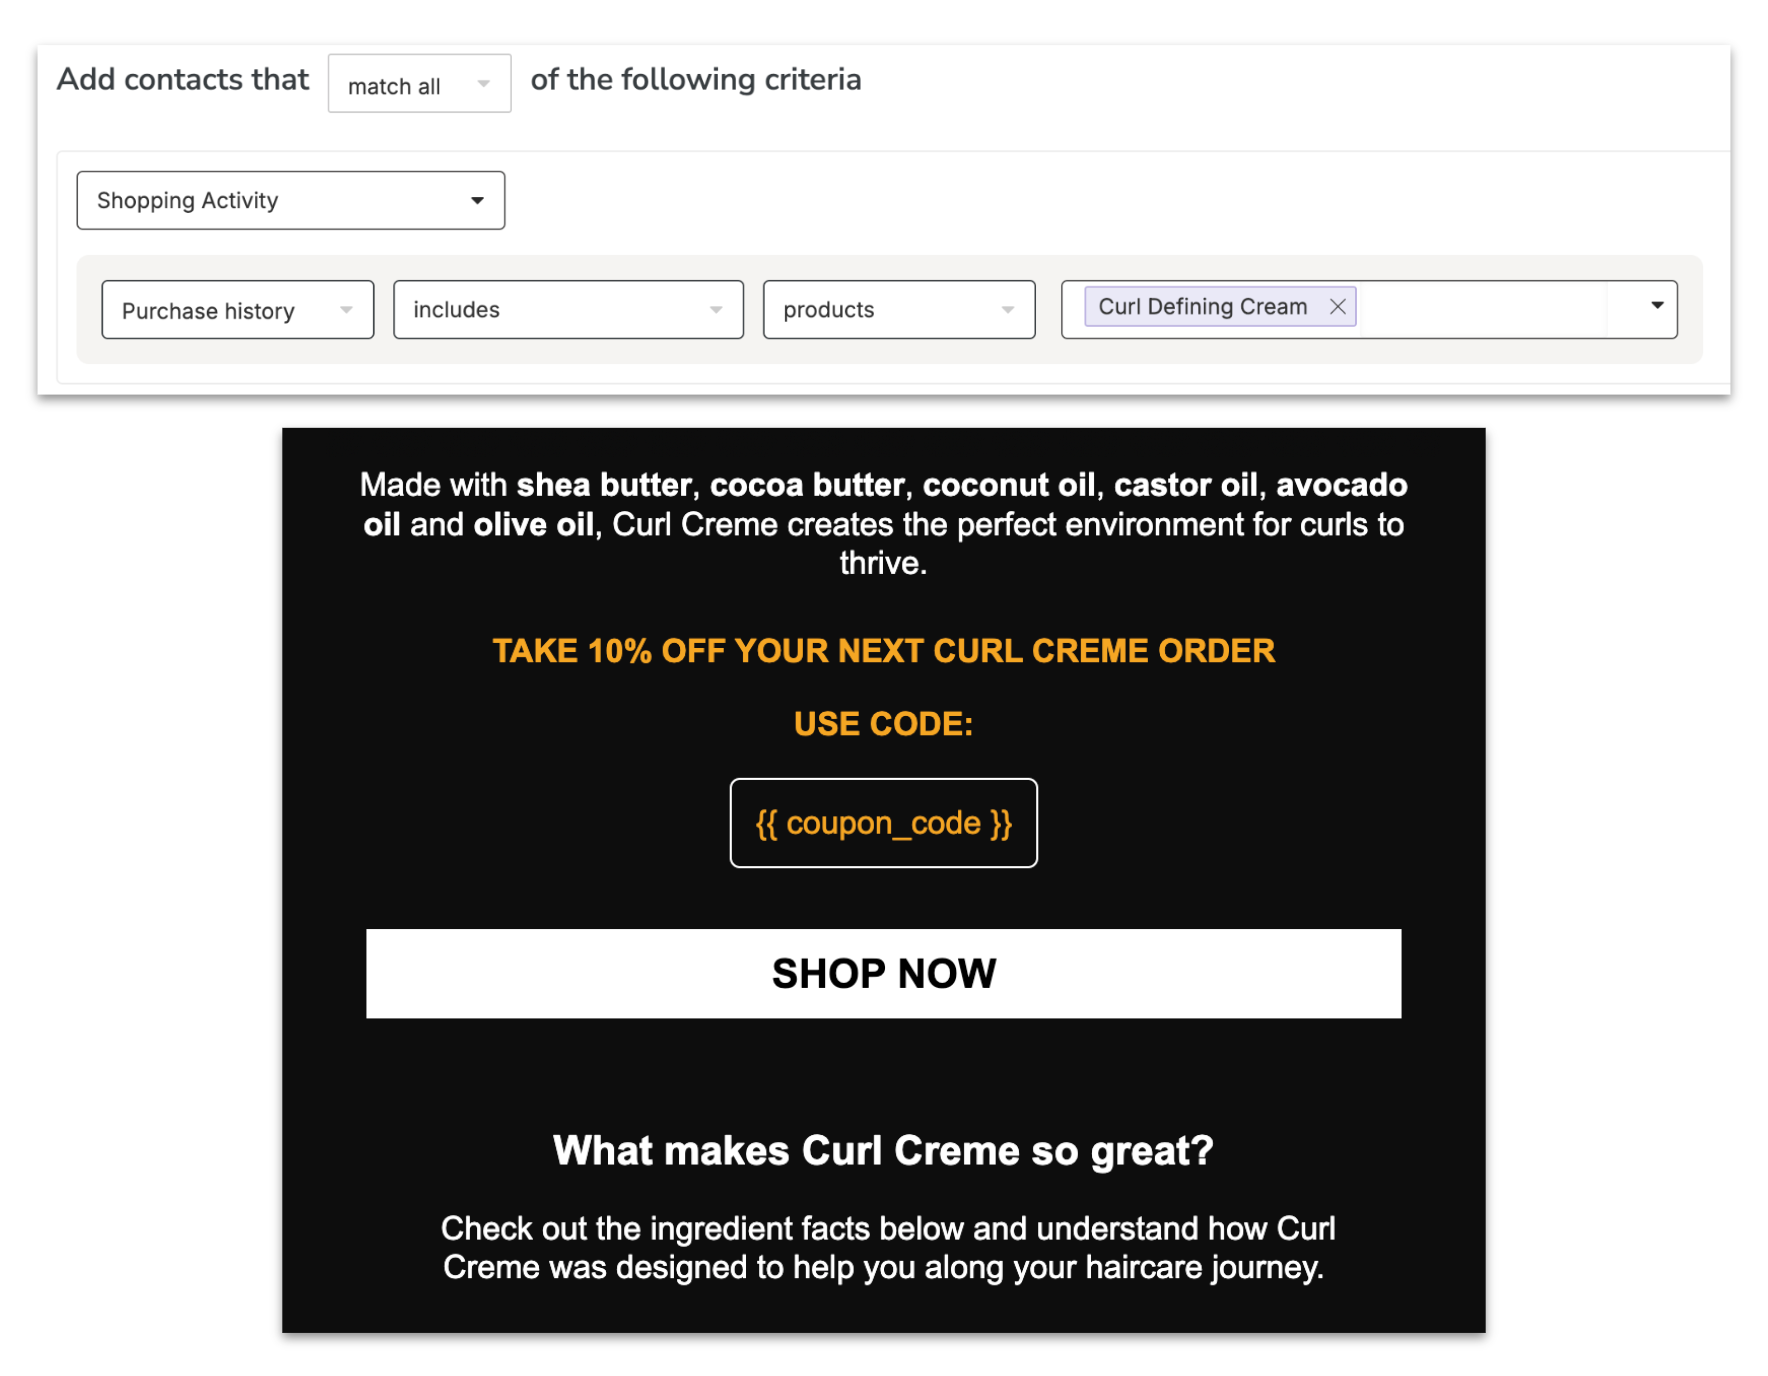 Add contacts that match all of the following criteria
Shopping Activity
Purchase history includes products Curl Defining Cream
Made with shea butter, cocoa butter, coconut oil, castor oil, avocado
oil and olive oil, Curl Creme creates the perfect environment for curls to
thrive.
TAKE 10% OFF YOUR NEXT CURL CREME ORDER
USE CODE:
{{ coupon_code }}
SHOP NOW
What makes Curl Creme so great?
Check out the ingredient facts below and understand how Curl
Creme was designed to help you along your haircare journey.